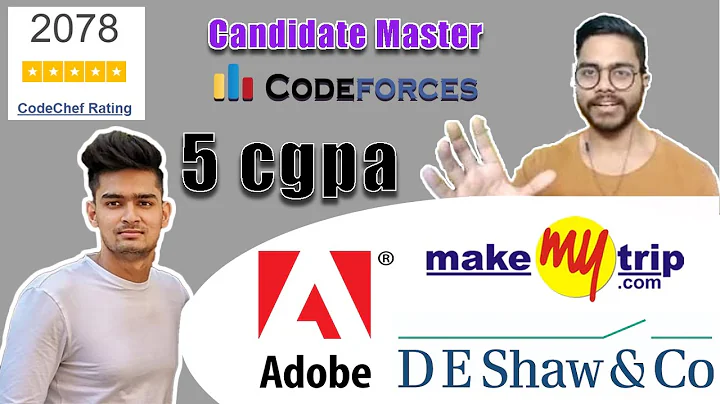 2078
CodeChef Rating
Candidate Master
CODEFORCES
5 cgpa
Adobe
®
make my trip
.com
D E Shaw & Co